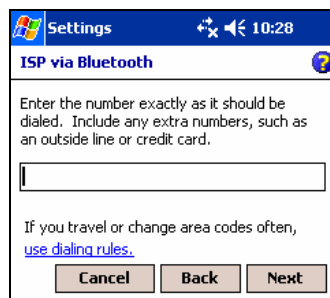 Settings 10:28
ISP via Bluetooth ?
Enter the number exactly as it should be
dialed. Include any extra numbers, such as
an outside line or credit card.
If you travel or change area codes often,
use dialing rules.
Cancel Back Next